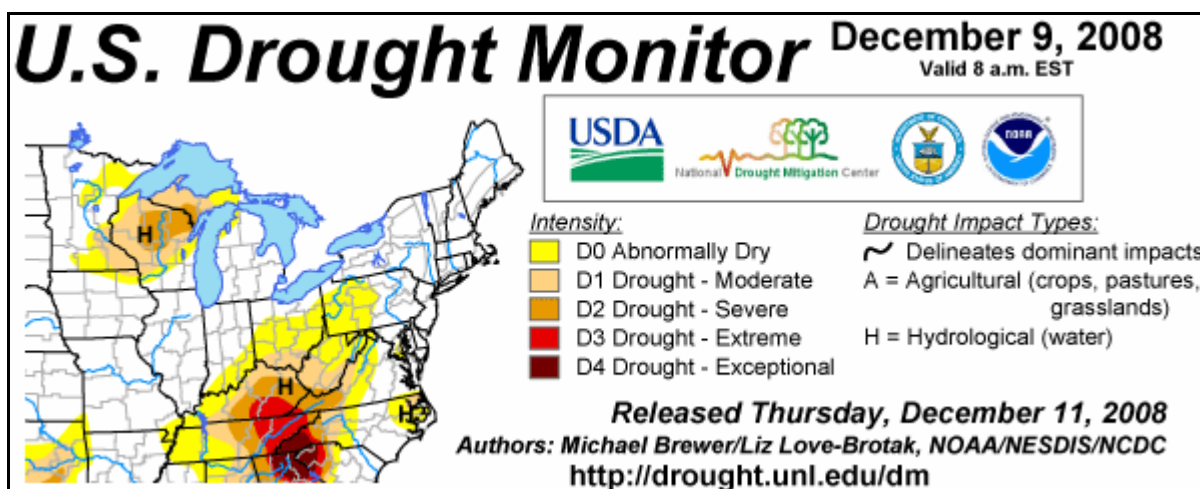 U.S. Drought Monitor
December 9, 2008
Valid 8 a.m. EST
USDA
National Drought Mitigation Center
NOAA
Intensity:
D0 Abnormally Dry
D1 Drought - Moderate
D2 Drought - Severe
D3 Drought - Extreme
D4 Drought - Exceptional
Drought Impact Types:
Delineates dominant impacts
A = Agricultural (crops, pastures,
grasslands)
H = Hydrological (water)
H
H
H
Released Thursday, December 11, 2008
Authors: Michael Brewer/Liz Love-Brotak, NOAA/NESDIS/NCDC
http://drought.unl.edu/dm